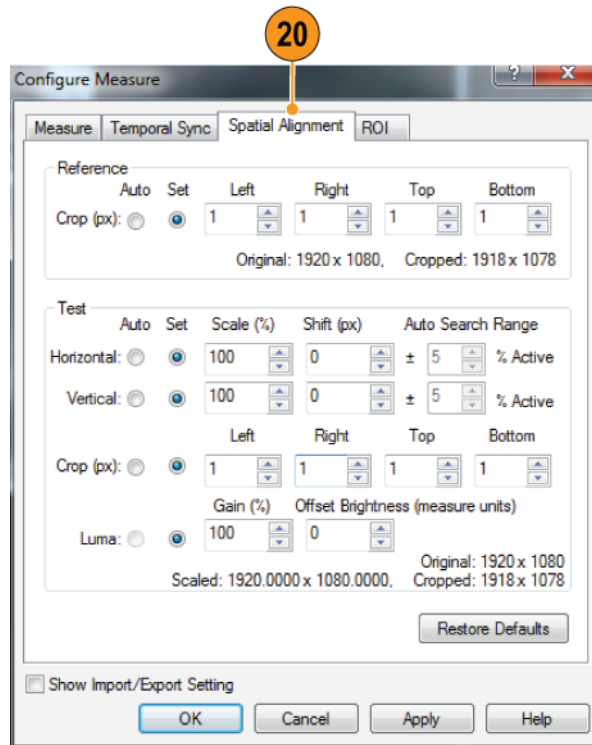 20
Configure Measure
Measure Temporal Sync Spatial Alignment ROI
Reference
Auto Set Left Right Top Bottom
Crop (px): 1 1 1 1
Original: 1920 x 1080, Cropped: 1918 x 1078
Test
Auto Set Scale (%) Shift (px) Auto Search Range
Horizontal: 100 0 ± 5 % Active
Vertical: 100 0 ± 5 % Active
Left Right Top Bottom
Crop (px): 1 1 1 1
Gain (%) Offset Brightness (measure units)
Luma: 100 0
Original: 1920 x 1080
Scaled: 1920.0000 x 1080.0000, Cropped: 1918 x 1078
Restore Defaults
Show Import/Export Setting
OK Cancel Apply Help